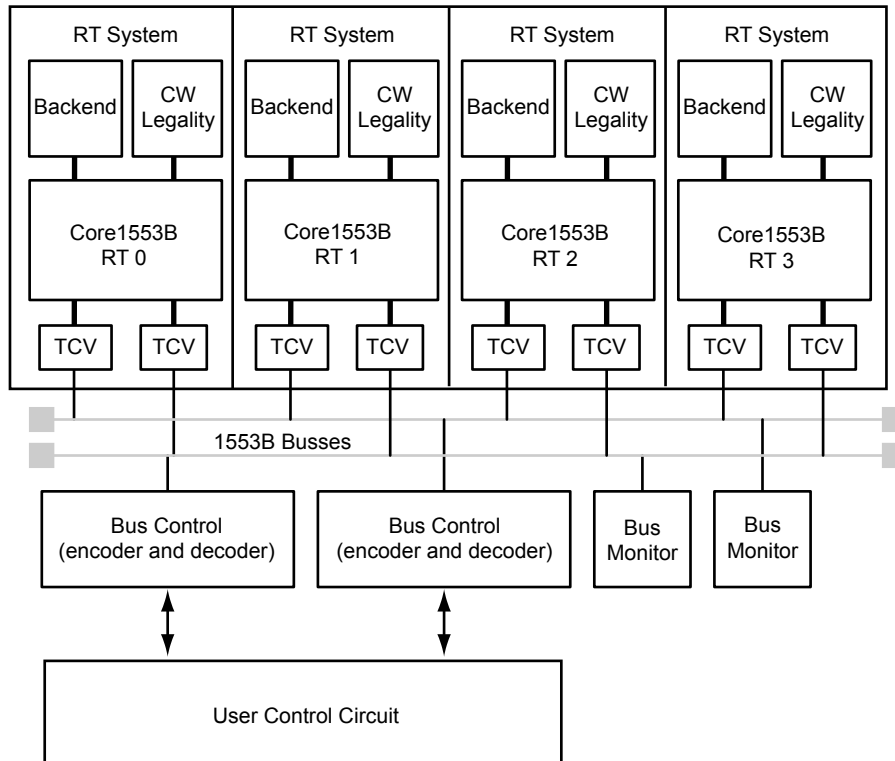 RT System
RT System
RT System
RT System
Backend
CW
Legality
Backend
CW
Legality
Backend
CW
Legality
Backend
CW
Legality
Core1553B
RT 0
Core1553B
RT 1
Core1553B
RT 2
Core1553B
RT 3
TCV
TCV
TCV
TCV
TCV
TCV
TCV
TCV
1553B Busses
Bus Control
(encoder and decoder)
Bus Control
(encoder and decoder)
Bus
Monitor
Bus
Monitor
User Control Circuit